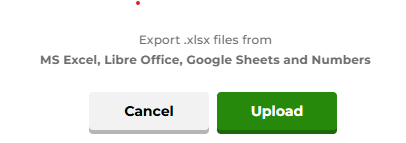 Export .xlsx files from
MS Excel, Libre Office, Google Sheets and Numbers
Cancel Upload